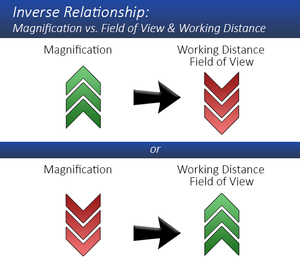 Inverse Relationship:
Magnification vs. Field of View & Working Distance
Magnification
Working Distance
Field of View
or
Magnification
Working Distance
Field of View